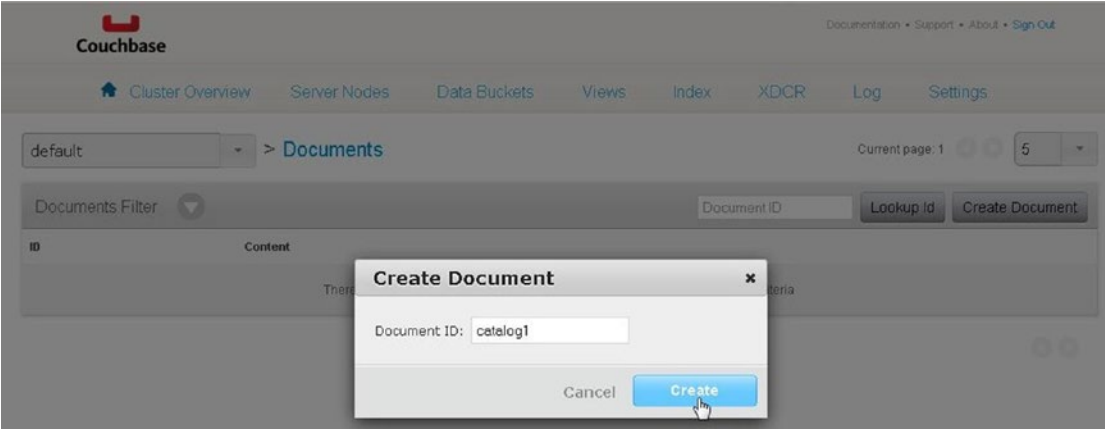 Couchbase
Documentation • Support • About • Sign Out
Cluster Overview Server Nodes Data Buckets Views Index XDCR Log Settings
default > Documents Current page: 1 5
Documents Filter Document ID Lookup Id Create Document
ID Content
There teria
Create Document
Document ID: catalog1
Cancel Create